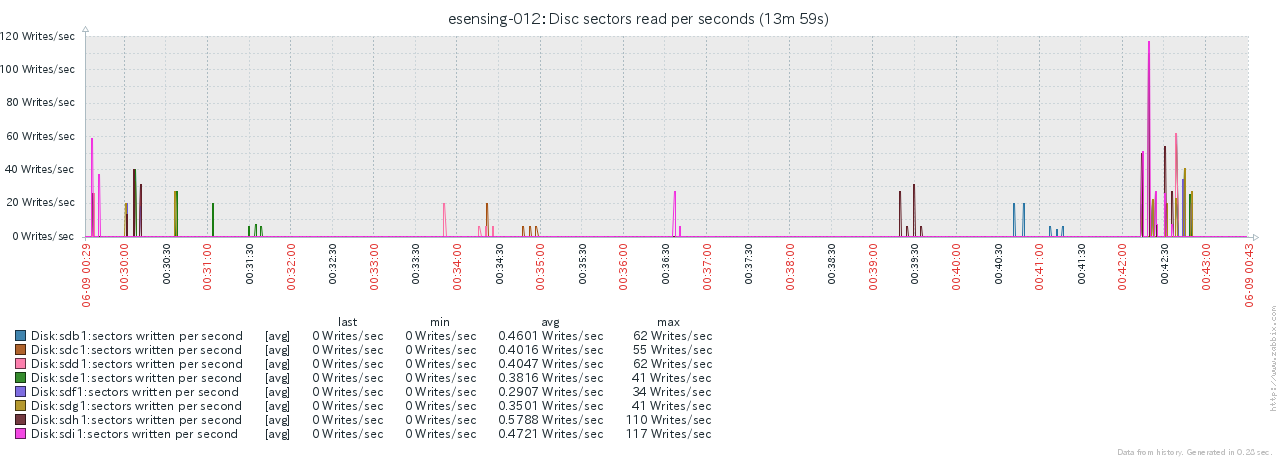 esensing-012: Disc sectors read per seconds (13m 59s)
120 Writes/sec
100 Writes/sec
80 Writes/sec
60 Writes/sec
40 Writes/sec
20 Writes/sec
0 Writes/sec
06-09 00:29
00:30:00
00:30:30
00:31:00
00:31:30
00:32:00
00:32:30
00:33:00
00:33:30
00:34:00
00:34:30
00:35:00
00:35:30
00:36:00
00:36:30
00:37:00
00:37:30
00:38:00
00:38:30
00:39:00
00:39:30
00:40:00
00:40:30
00:41:00
00:41:30
00:42:00
00:42:30
00:43:00
06-09 00:43
last min avg max
Disk:sdb1:sectors written per second [avg] 0 Writes/sec 0 Writes/sec 0.4601 Writes/sec 62 Writes/sec
Disk:sdc1:sectors written per second [avg] 0 Writes/sec 0 Writes/sec 0.4016 Writes/sec 55 Writes/sec
Disk:sdd1:sectors written per second [avg] 0 Writes/sec 0 Writes/sec 0.4047 Writes/sec 62 Writes/sec
Disk:sde1:sectors written per second [avg] 0 Writes/sec 0 Writes/sec 0.3816 Writes/sec 41 Writes/sec
Disk:sdf1:sectors written per second [avg] 0 Writes/sec 0 Writes/sec 0.2907 Writes/sec 34 Writes/sec
Disk:sdg1:sectors written per second [avg] 0 Writes/sec 0 Writes/sec 0.3501 Writes/sec 41 Writes/sec
Disk:sdh1:sectors written per second [avg] 0 Writes/sec 0 Writes/sec 0.5788 Writes/sec 110 Writes/sec
Disk:sdi1:sectors written per second [avg] 0 Writes/sec 0 Writes/sec 0.4721 Writes/sec 117 Writes/sec
https://www.zabbix.com
Data from history. Generated in 0.28 sec.